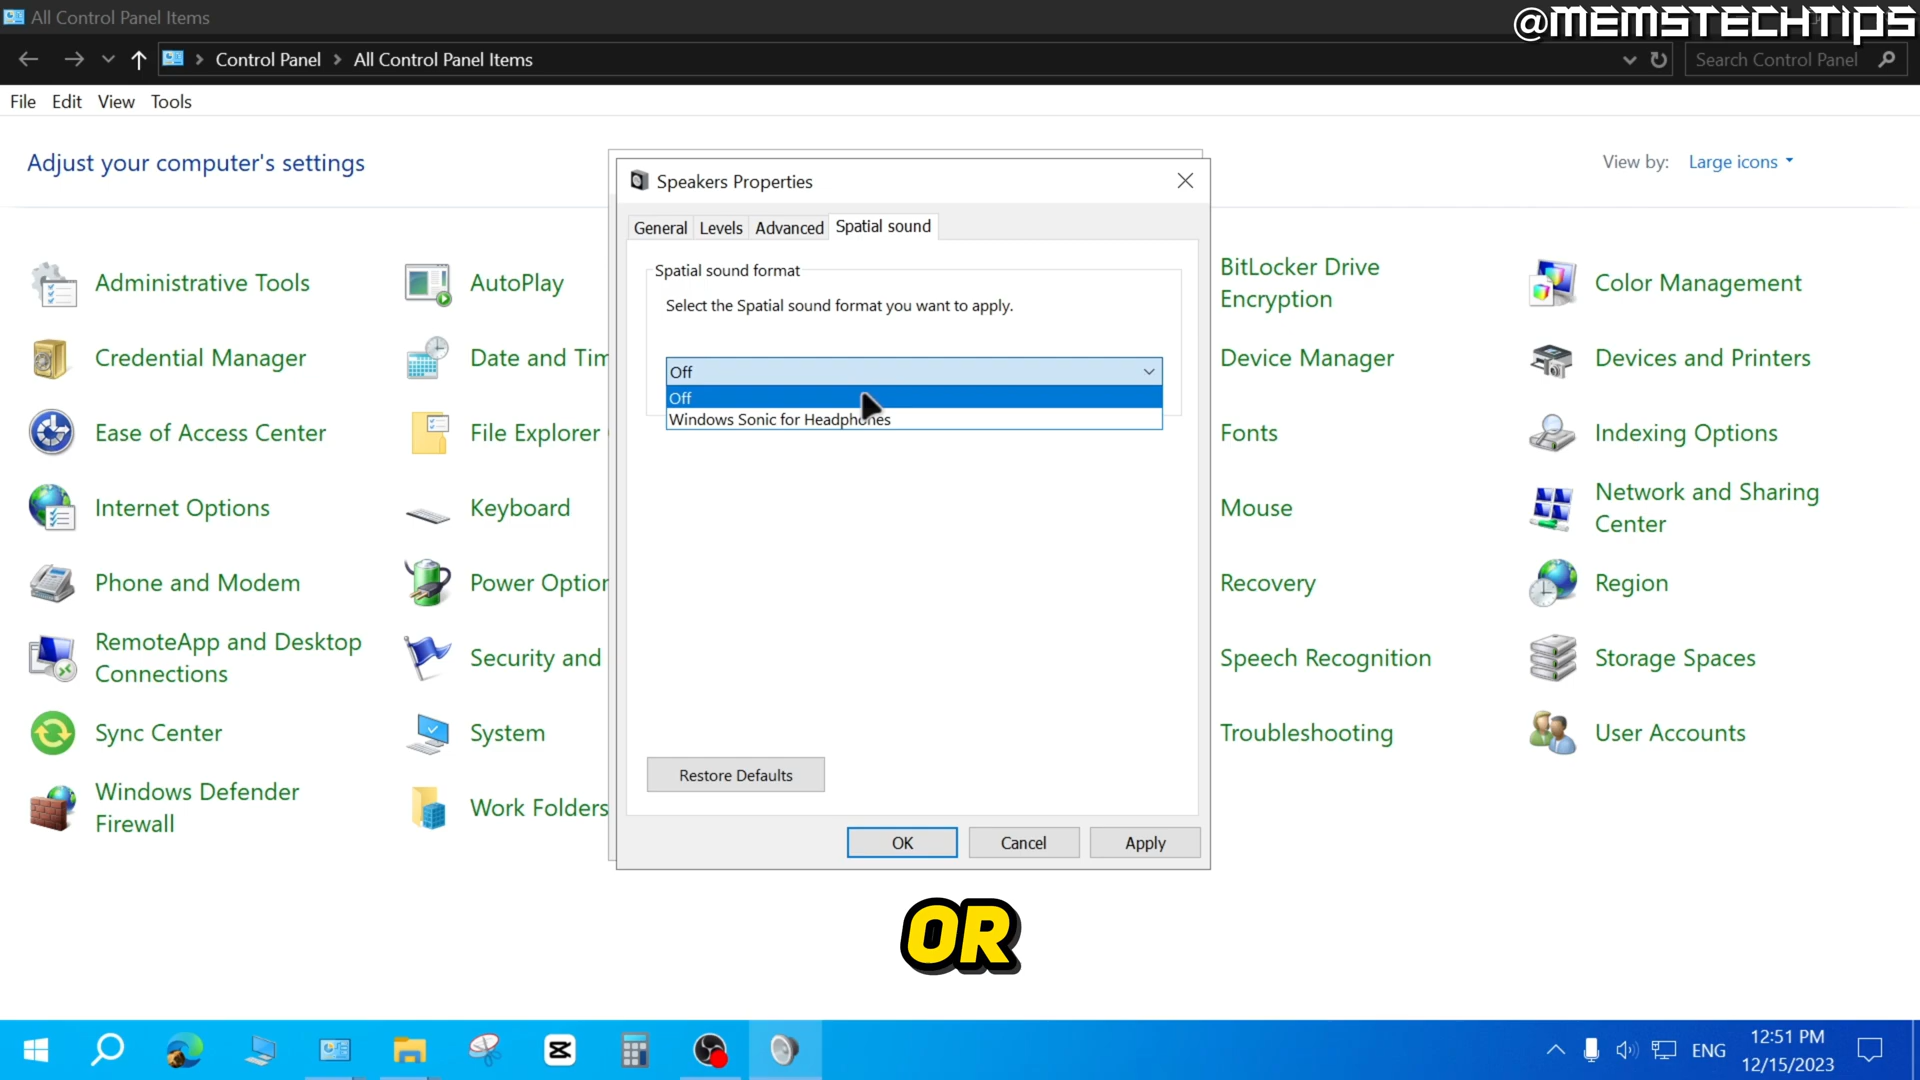 All Control Panel Items
@MEMSTECHTIPS
Control Panel > All Control Panel Items
Search Control Panel
File Edit View Tools
Adjust your computer's settings
View by: Large icons
Speakers Properties
General Levels Advanced Spatial sound
Spatial sound format
Select the Spatial sound format you want to apply.
Off
Off
Windows Sonic for Headphones
Restore Defaults
OK Cancel Apply
Administrative Tools
AutoPlay
BitLocker Drive
Encryption
Color Management
Credential Manager
Date and Tim
Device Manager
Devices and Printers
Ease of Access Center
File Explorer
Fonts
Indexing Options
Internet Options
Keyboard
Mouse
Network and Sharing
Center
Phone and Modem
Power Option
Recovery
Region
RemoteApp and Desktop
Connections
Security and
Speech Recognition
Storage Spaces
Sync Center
System
Troubleshooting
User Accounts
Windows Defender
Firewall
Work Folders
OR
ENG
12:51 PM
12/15/2023